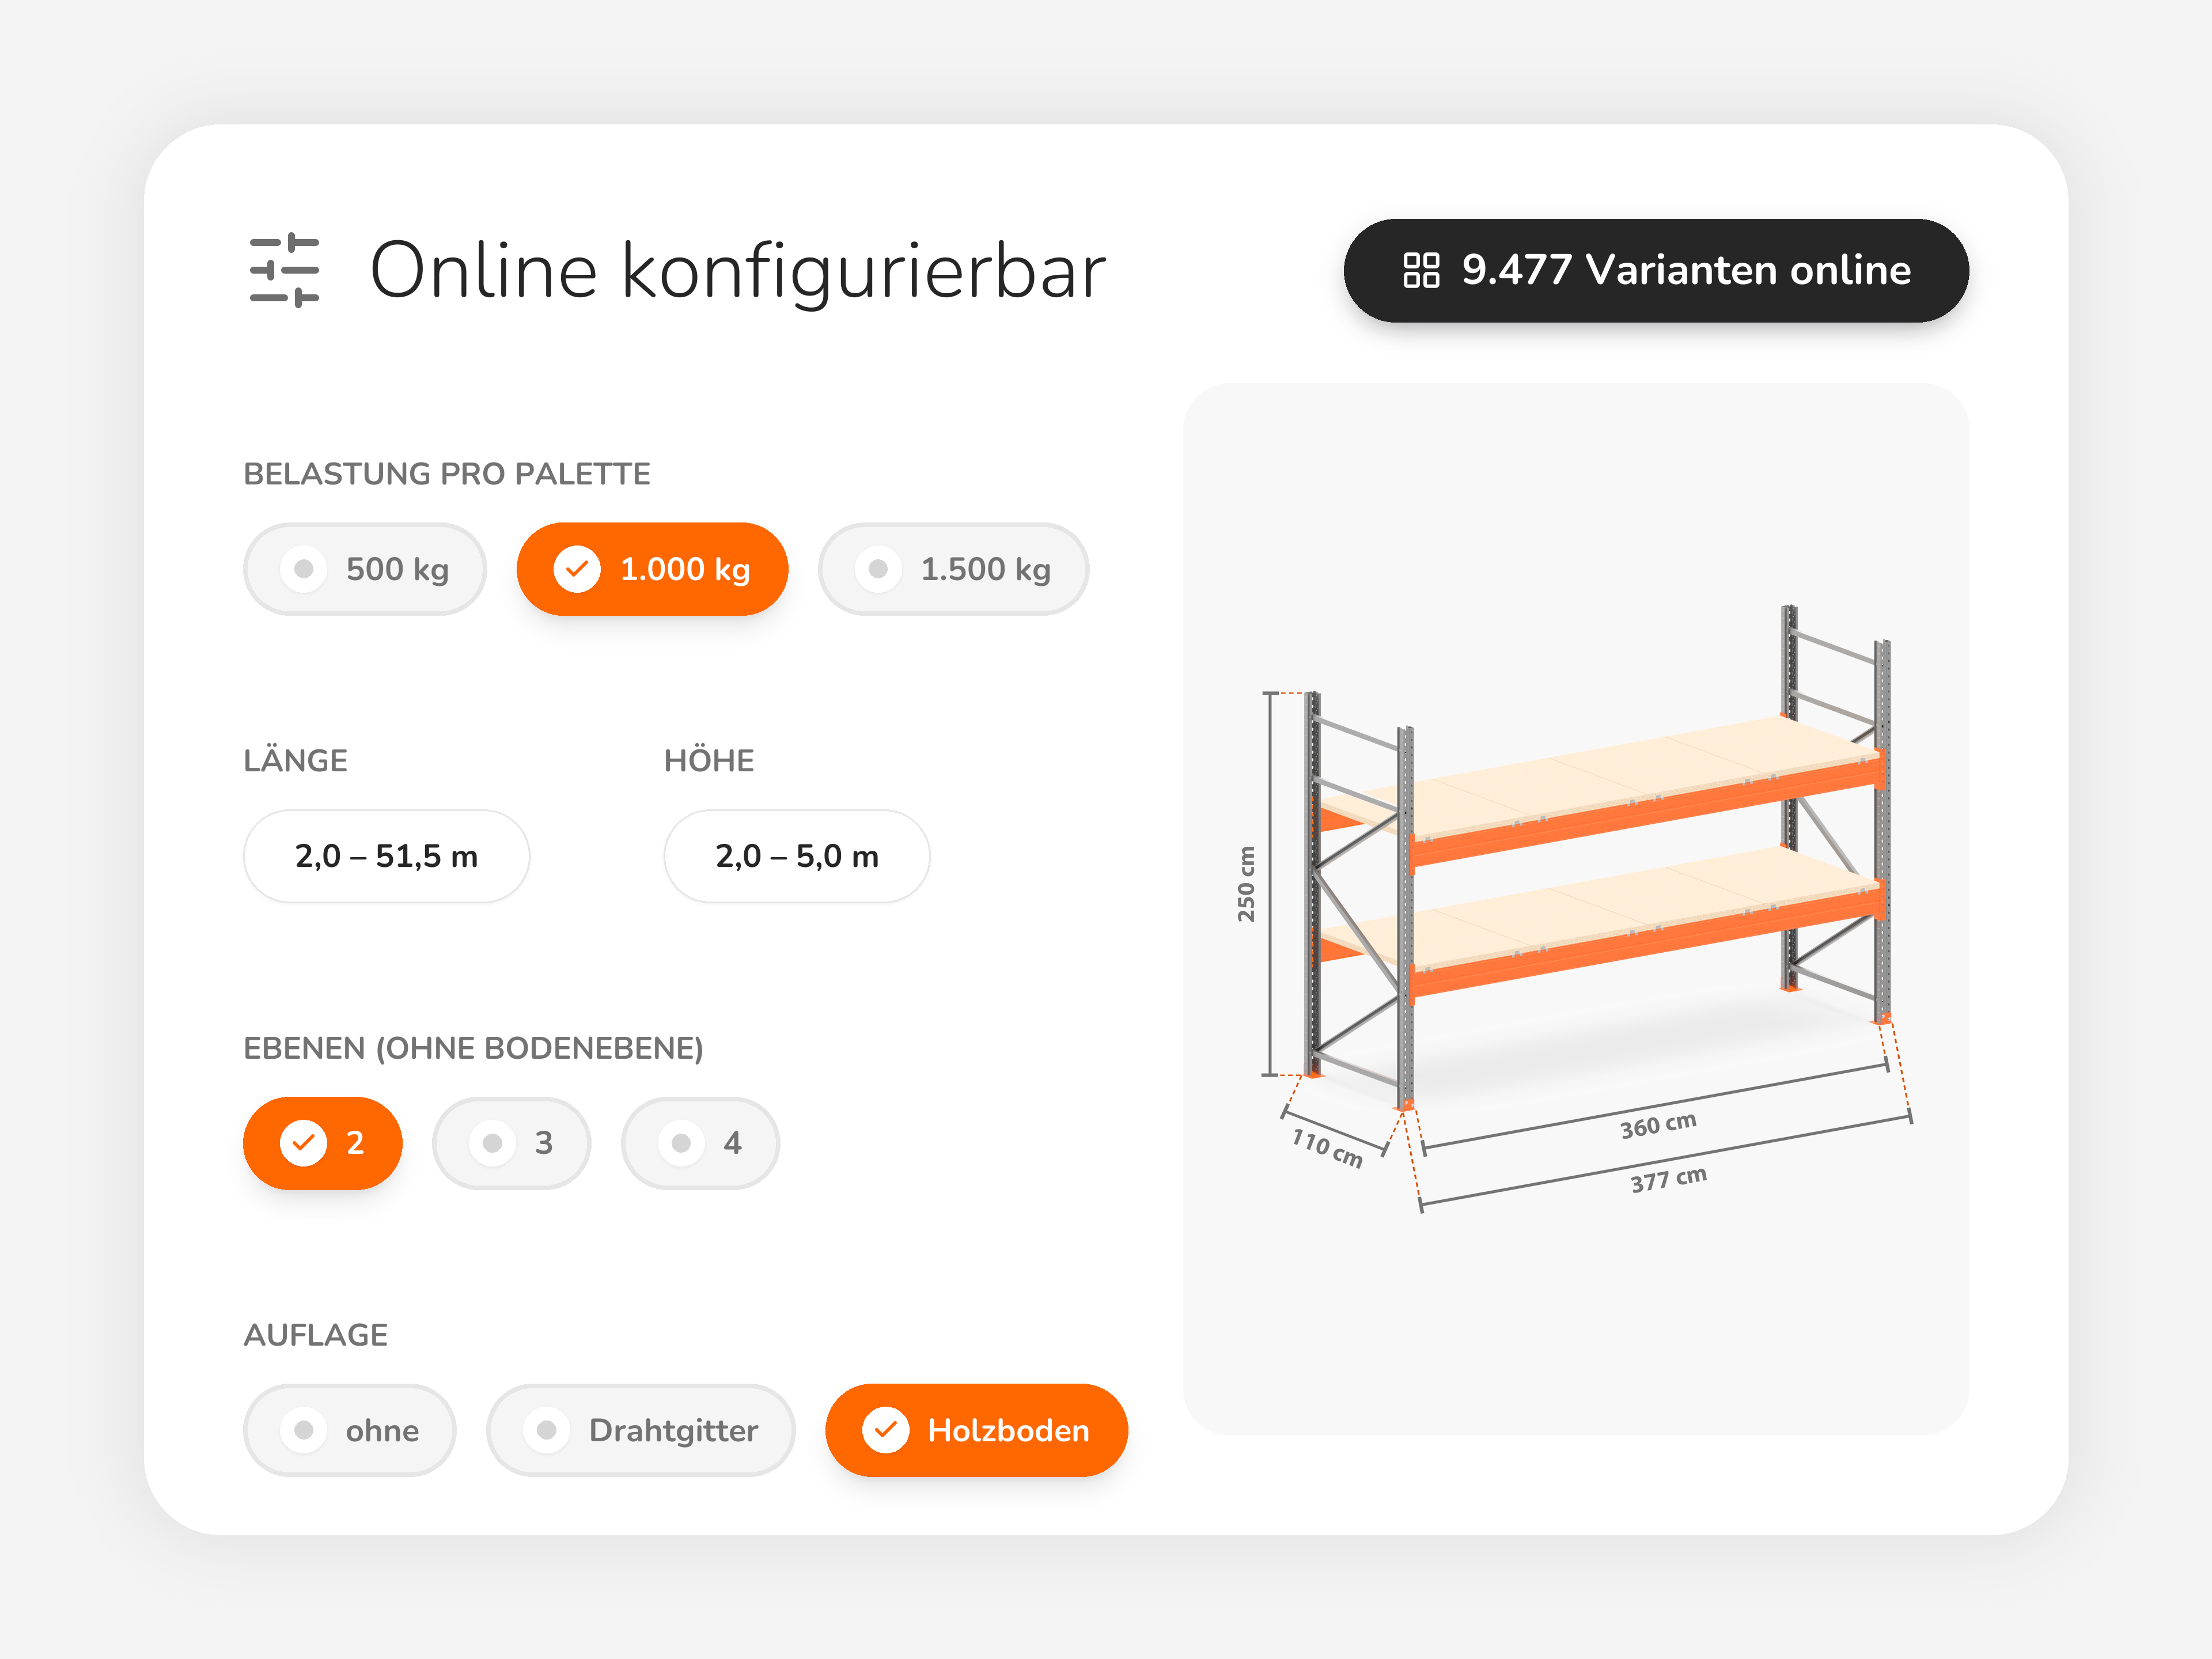 Online konfigurierbar
9.477 Varianten online
BELASTUNG PRO PALETTE
500 kg
1.000 kg
1.500 kg
LÄNGE
HÖHE
2,0 – 51,5 m
2,0 – 5,0 m
EBENEN (OHNE BODENEBENE)
2
3
4
AUFLAGE
ohne
Drahtgitter
Holzboden
250 cm
110 cm
360 cm
377 cm